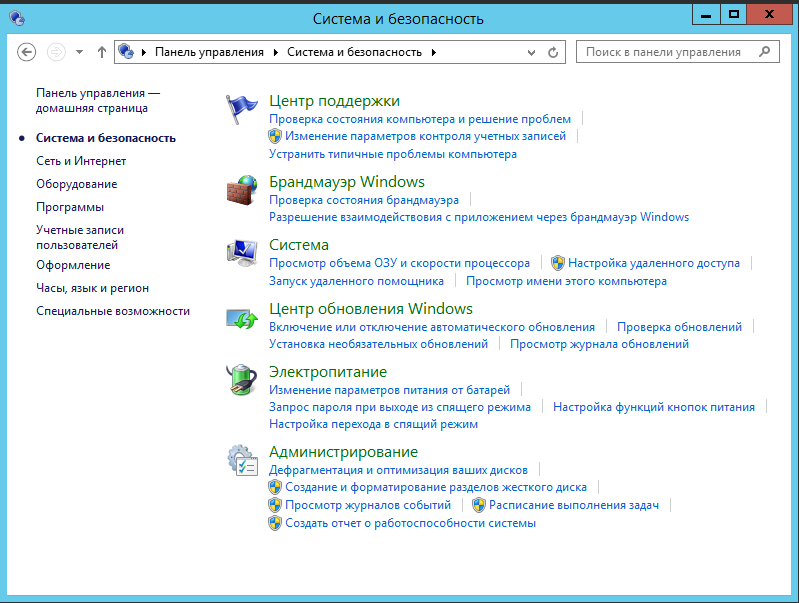 Система и безопасность
Панель управления
Система и безопасность
Поиск в панели управления
Панель управления —
домашняя страница
Система и безопасность
Сеть и Интернет
Оборудование
Программы
Учетные записи
пользователей
Оформление
Часы, язык и регион
Специальные возможности
Центр поддержки
Проверка состояния компьютера и решение проблем
Изменение параметров контроля учетных записей
Устранить типичные проблемы компьютера
Брандмауэр Windows
Проверка состояния брандмауэра
Разрешение взаимодействовия с приложением через брандмауэр Windows
Система
Просмотр объема ОЗУ и скорости процессора Настройка удаленного доступа
Запуск удаленного помощника Просмотр имени этого компьютера
Центр обновления Windows
Включение или отключение автоматического обновления Проверка обновлений
Установка необязательных обновлений Просмотр журнала обновлений
Электропитание
Изменение параметров питания от батарей
Запрос пароля при выходе из спящего режима Настройка функций кнопок питания
Настройка перехода в спящий режим
Администрирование
Дефрагментация и оптимизация ваших дисков
Создание и форматирование разделов жесткого диска
Просмотр журналов событий Расписание выполнения задач
Создать отчет о работоспособности системы